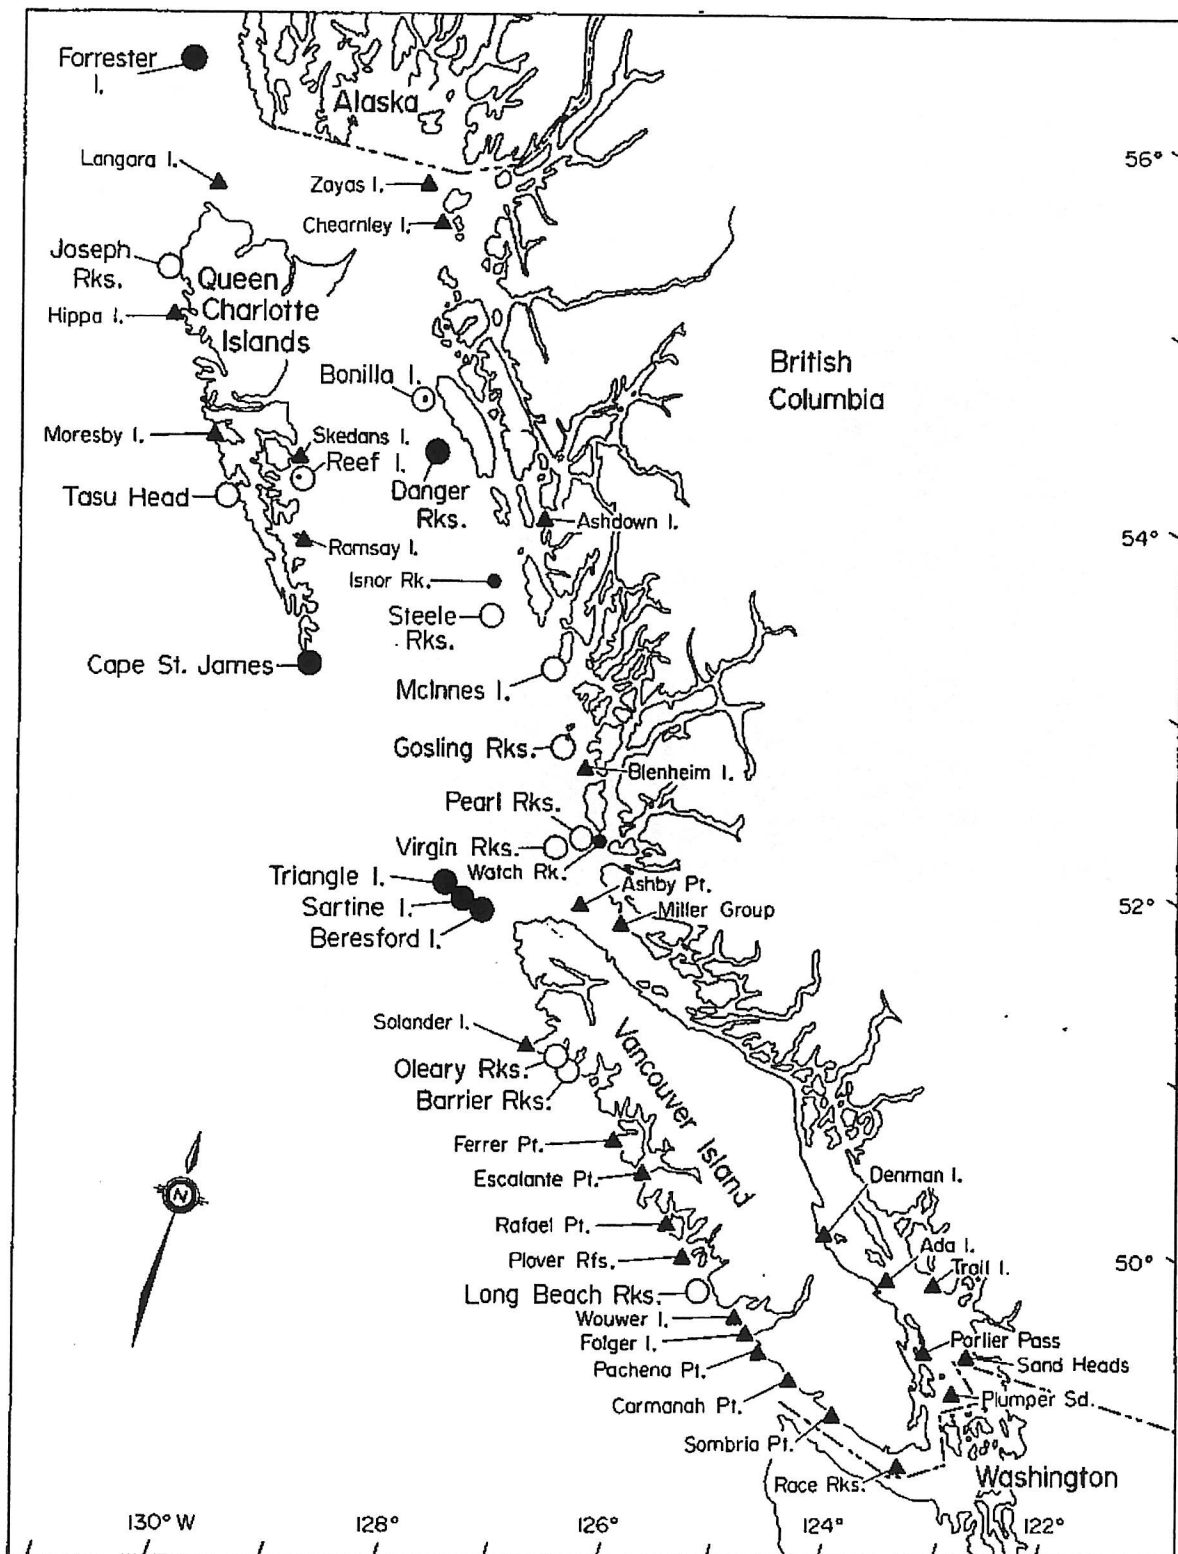 Forrester
I.
Alaska
56°
Langara I.
Zayas I.
Chearnley I.
Joseph
Rks.
Queen
Charlotte
Islands
Hippa I.
British
Columbia
Bonilla I.
Moresby I.
Skedans I.
Reef I.
Tasu Head
Danger
Rks.
Ashdown I.
54°
Ramsay I.
Isnor Rk.
Steele
Rks.
Cape St. James
McInnes I.
Gosling Rks.
Blenheim I.
Pearl Rks.
Virgin Rks.
Watch Rk.
Triangle I.
Ashby Pt.
Sartine I.
52°
Miller Group
Beresford I.
Solander I.
Vancouver Island
Oleary Rks.
Barrier Rks.
Ferrer Pt.
Escalante Pt.
Denman I.
N
Rafael Pt.
Ada I.
50°
Plover Rfs.
Trail I.
Long Beach Rks.
Wouwer I.
Folger I.
Porlier Pass
Pachena Pt.
Sand Heads
Carmanah Pt.
Plumper Sd.
Sombria Pt.
Race Rks.
Washington
130° W
128°
126°
124°
122°